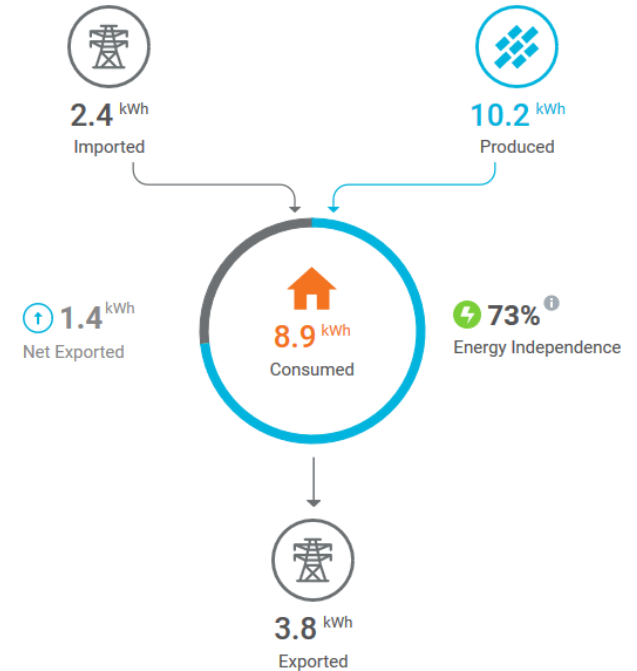 2.4 kWh
Imported
10.2 kWh
Produced
1.4 kWh
Net Exported
8.9 kWh
Consumed
73% i
Energy Independence
3.8 kWh
Exported